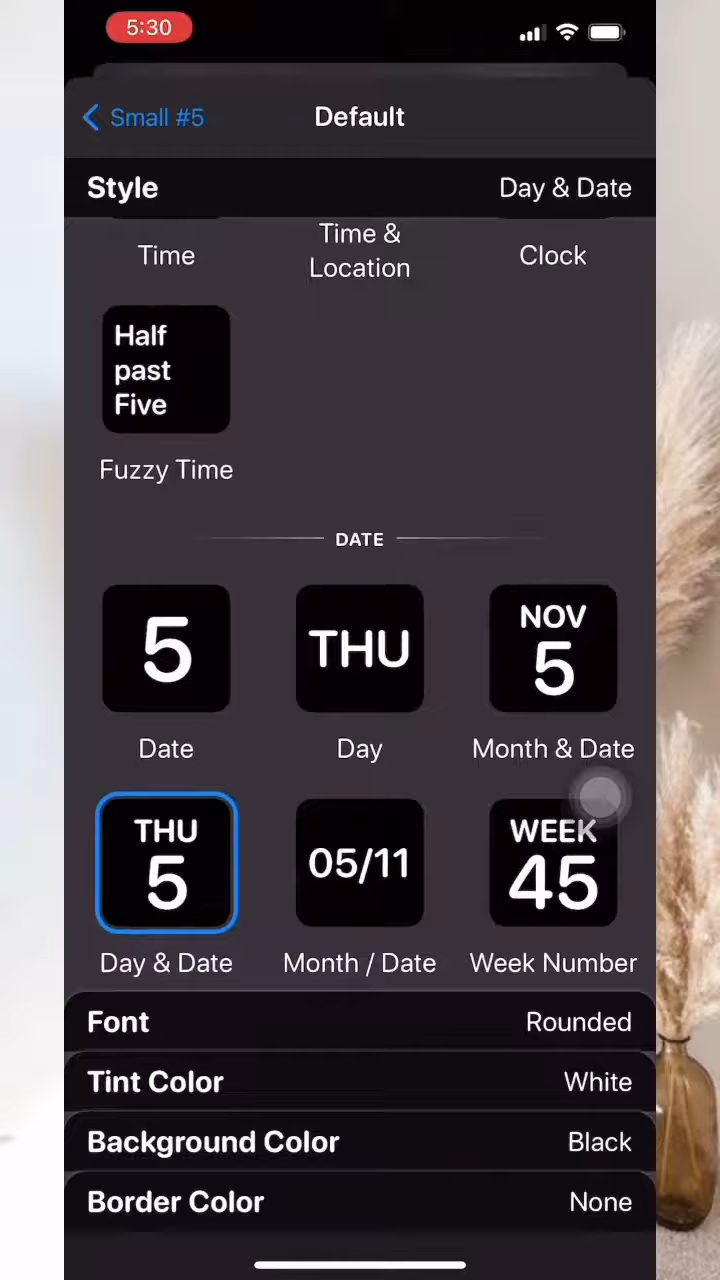 5:30
Small #5
Default
Style
Day & Date
Time
Time &
Location
Clock
Half
past
Five
Fuzzy Time
DATE
5
THU
NOV
5
Date
Day
Month & Date
THU
5
05/11
WEEK
45
Day & Date
Month / Date
Week Number
Font
Rounded
Tint Color
White
Background Color
Black
Border Color
None